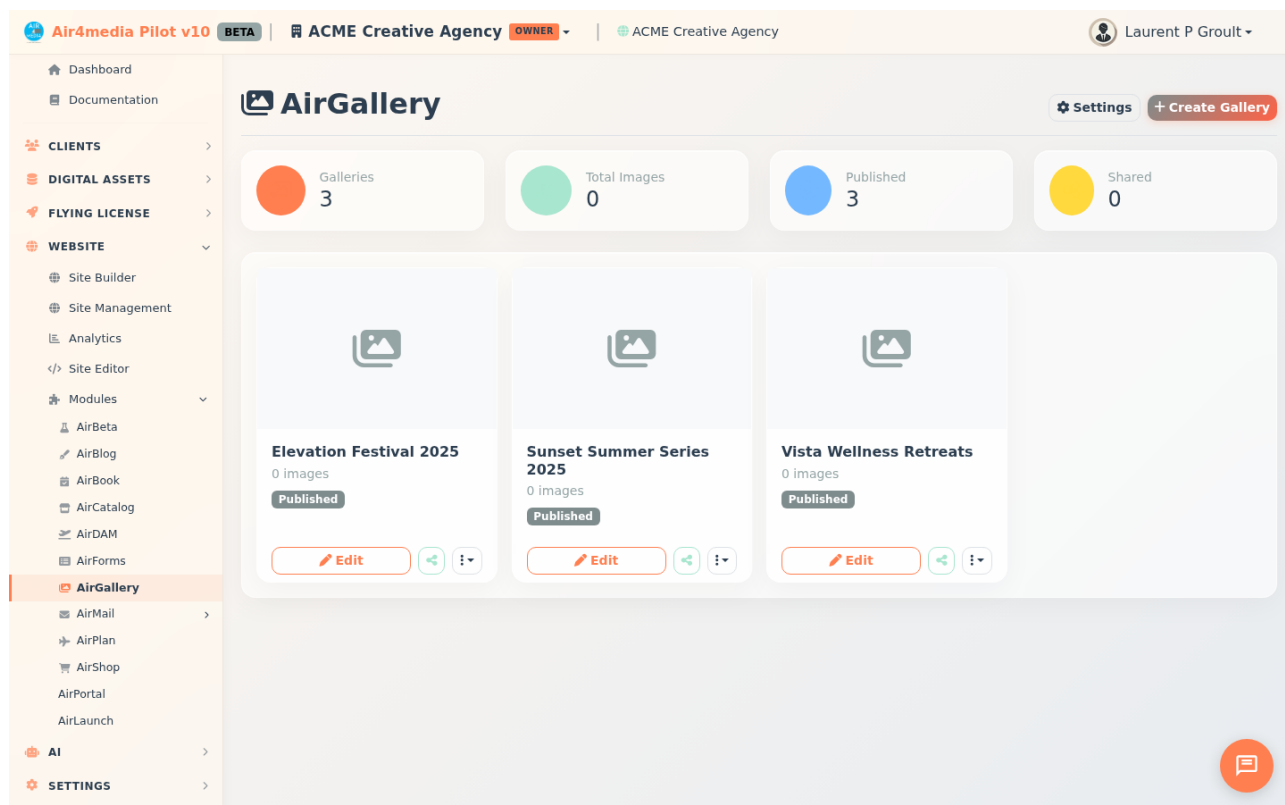 Air4media Pilot v10 BETA ACME Creative Agency OWNER ACME Creative Agency Laurent P Groult
Dashboard
Documentation
CLIENTS
DIGITAL ASSETS
FLYING LICENSE
WEBSITE
Site Builder
Site Management
Analytics
Site Editor
Modules
AirBeta
AirBlog
AirBook
AirCatalog
AirDAM
AirForms
AirGallery
AirMail
AirPlan
AirShop
AirPortal
AirLaunch
AI
SETTINGS
AirGallery
Settings
Create Gallery
Galleries
3
Total Images
0
Published
3
Shared
0
Elevation Festival 2025
0 images
Published
Edit
Sunset Summer Series
2025
0 images
Published
Edit
Vista Wellness Retreats
0 images
Published
Edit